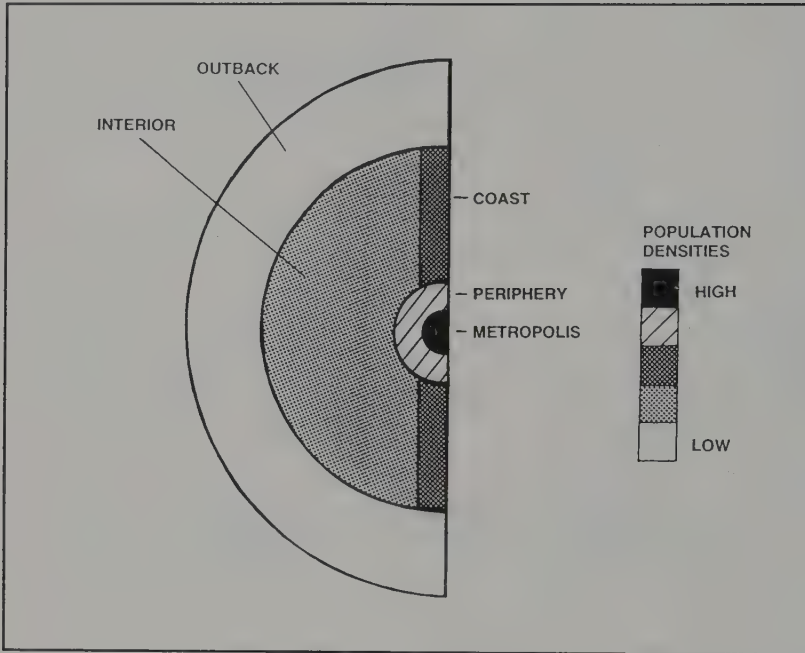 OUTBACK
INTERIOR
COAST
PERIPHERY
METROPOLIS
POPULATION
DENSITIES
HIGH
LOW